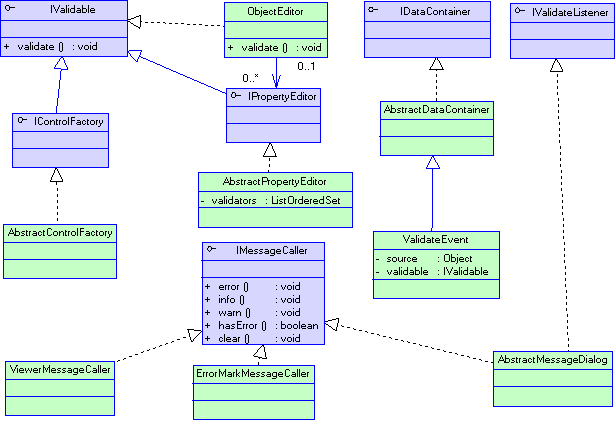 IValidable
+ validate () : void
ObjectEditor
+ validate () : void
IDataContainer
IValidateListener
0..1
0..*
IPropertyEditor
IControlFactory
AbstractDataContainer
AbstractPropertyEditor
- validators : ListOrderedSet
AbstractControlFactory
ValidateEvent
- source : Object
- validable : IValidable
IMessageCaller
+ error () : void
+ info () : void
+ warn () : void
+ hasError () : boolean
+ clear () : void
ViewerMessageCaller
ErrorMarkMessageCaller
AbstractMessageDialog